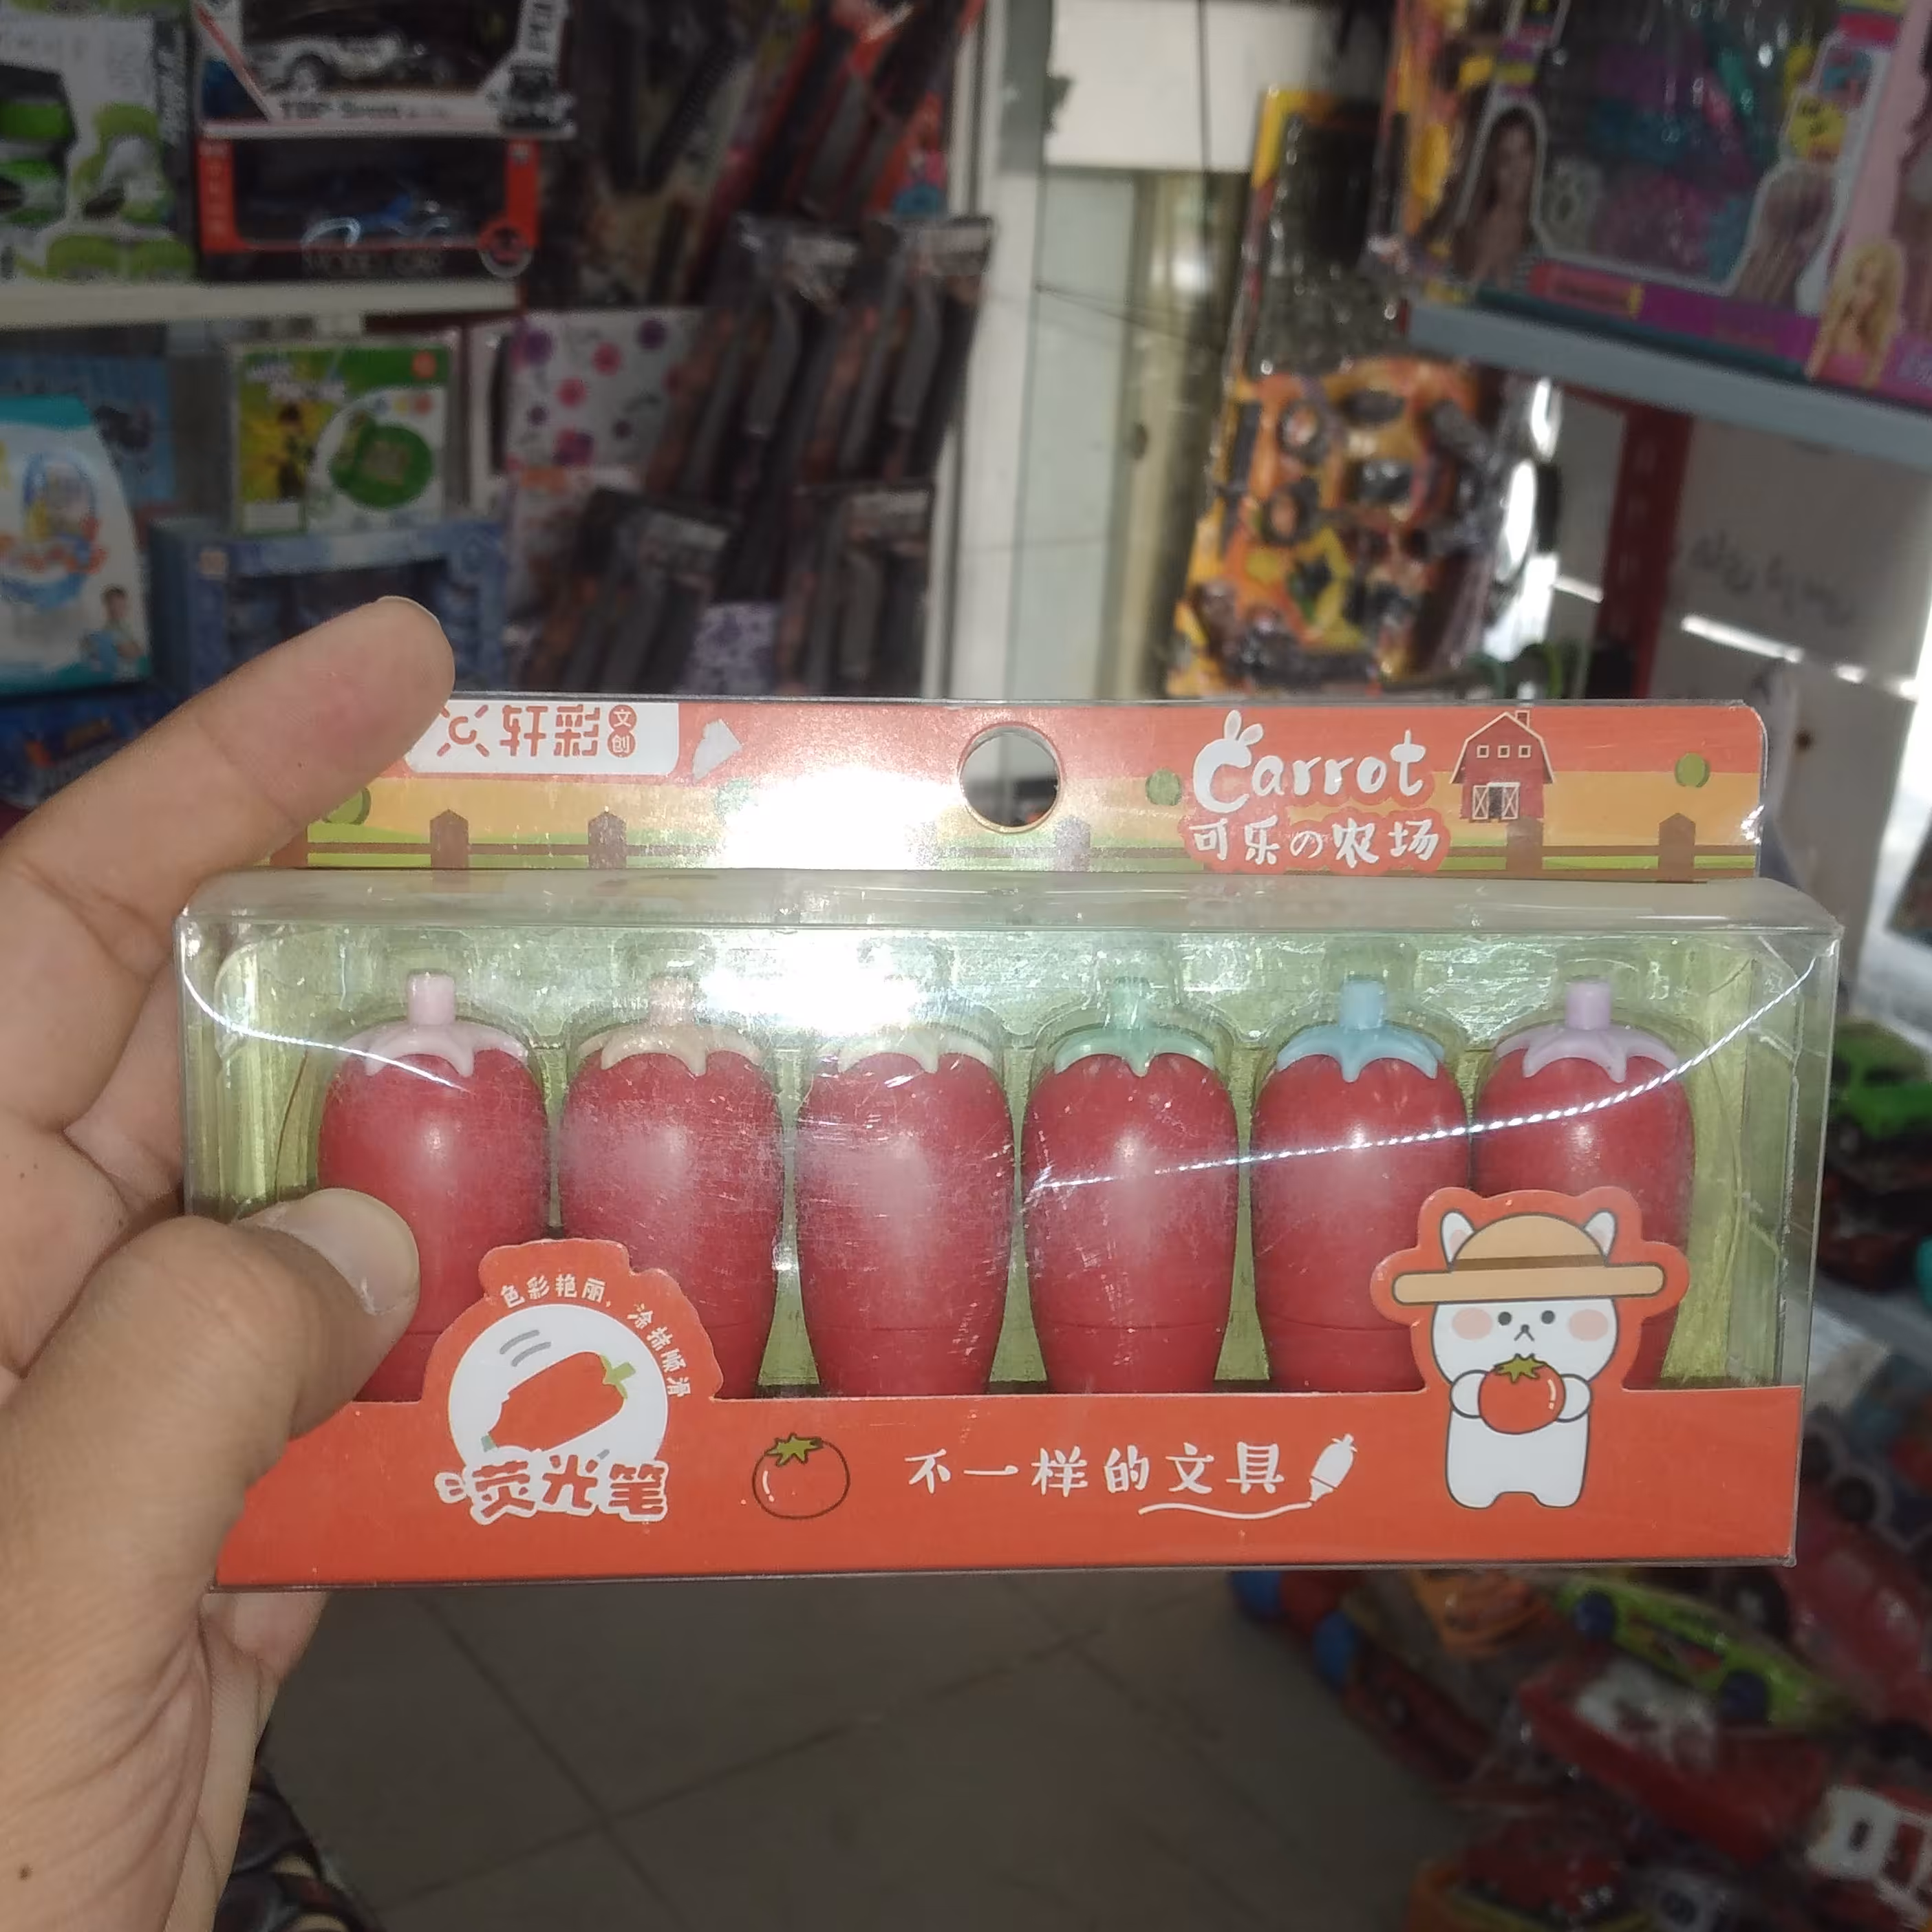 轩彩 文创
Carrot
可乐の农场
色彩艳丽,涂抹顺滑
荧光笔
不一样的文具